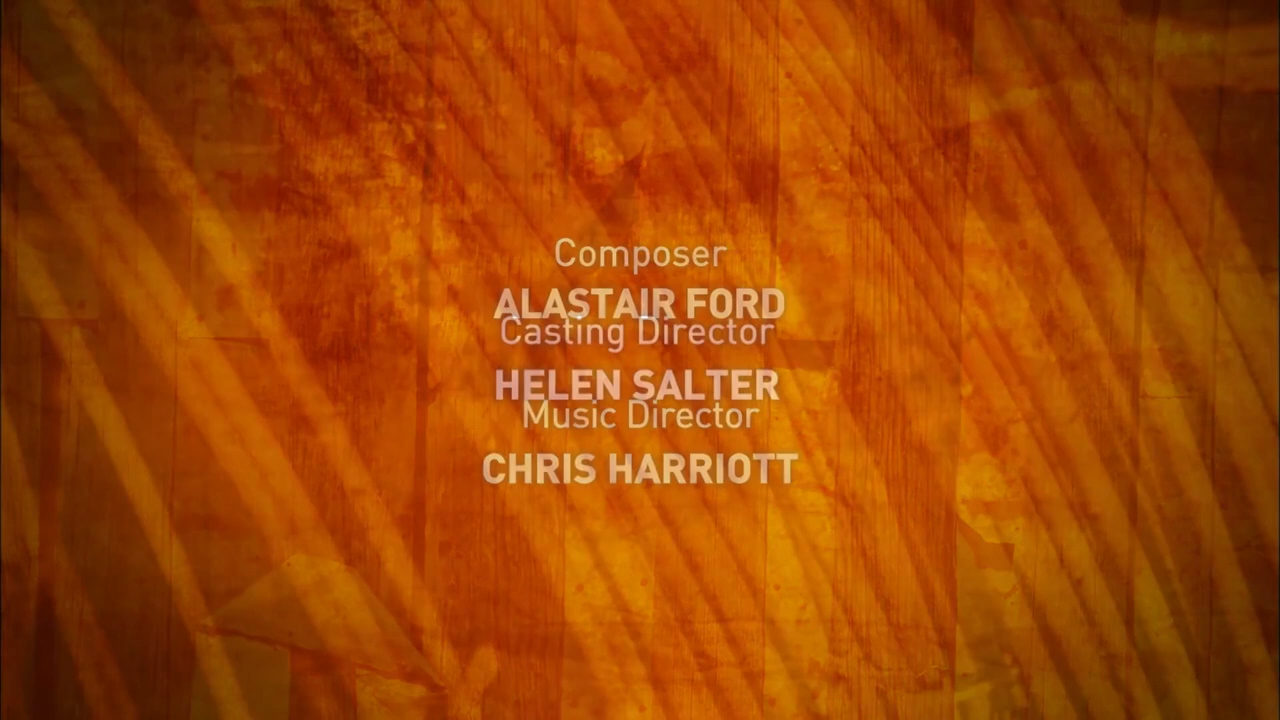 Composer
ALASTAIR FORD
Casting Director
HELEN SALTER
Music Director
CHRIS HARRIOTT